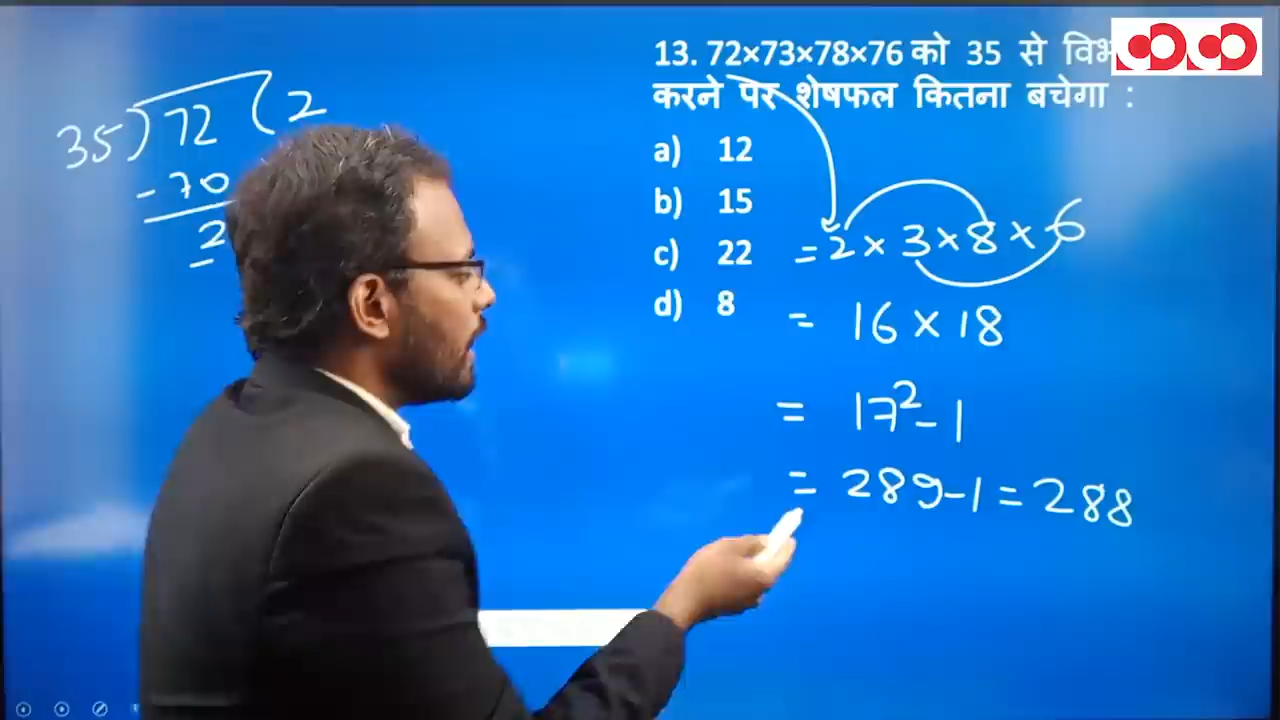 13. 72×73×78×76 को 35 से
करने पर शेषफल कितना बचेगा :
a) 12
b) 15
c) 22
d) 8
35)72(2
-70
2
=2×3×8×6
= 16×18
= 17²-1
= 289-1=288